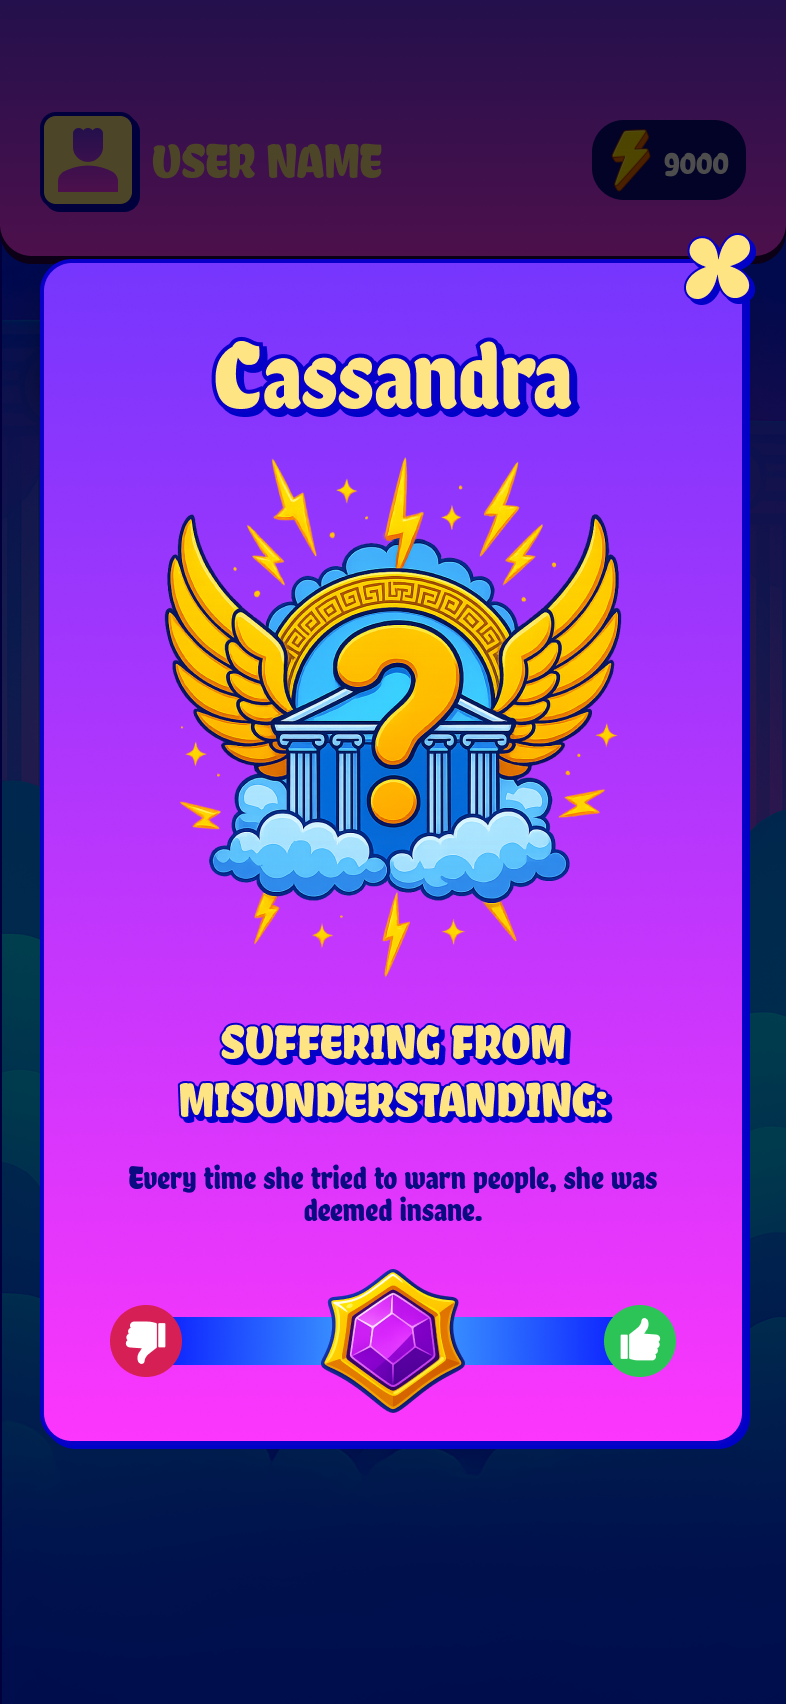 USER NAME
9000
Cassandra
SUFFERING FROM
MISUNDERSTANDING:
Every time she tried to warn people, she was
deemed insane.